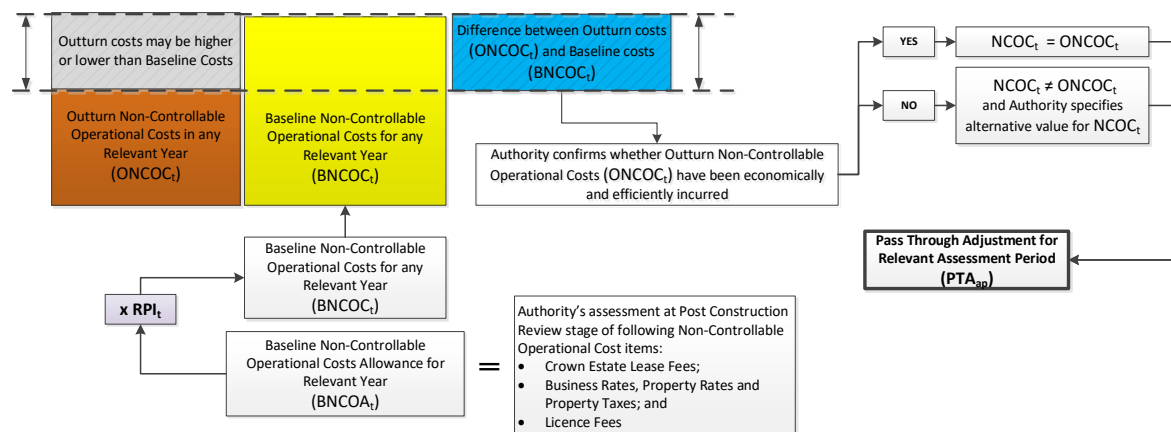 Outturn costs may be higher
or lower than Baseline Costs
Outturn Non-Controllable
Operational Costs in any
Relevant Year
(ONCOCₜ)
Baseline Non-Controllable
Operational Costs for any
Relevant Year
(BNCOCₜ)
Difference between Outturn costs
(ONCOCₜ) and Baseline costs
(BNCOCₜ)
YES
NCOCₜ = ONCOCₜ
NO
NCOCₜ ≠ ONCOCₜ
and Authority specifies
alternative value for NCOCₜ
Authority confirms whether Outturn Non-Controllable
Operational Costs (ONCOCₜ) have been economically
and efficiently incurred
Pass Through Adjustment for
Relevant Assessment Period
(PTAₐₚ)
Baseline Non-Controllable
Operational Costs for any
Relevant Year
(BNCOCₜ)
x RPIₜ
Baseline Non-Controllable
Operational Costs Allowance for
Relevant Year
(BNCOAₜ)
=
Authority's assessment at Post Construction
Review stage of following Non-Controllable
Operational Cost items:
• Crown Estate Lease Fees;
• Business Rates, Property Rates and
Property Taxes; and
• Licence Fees